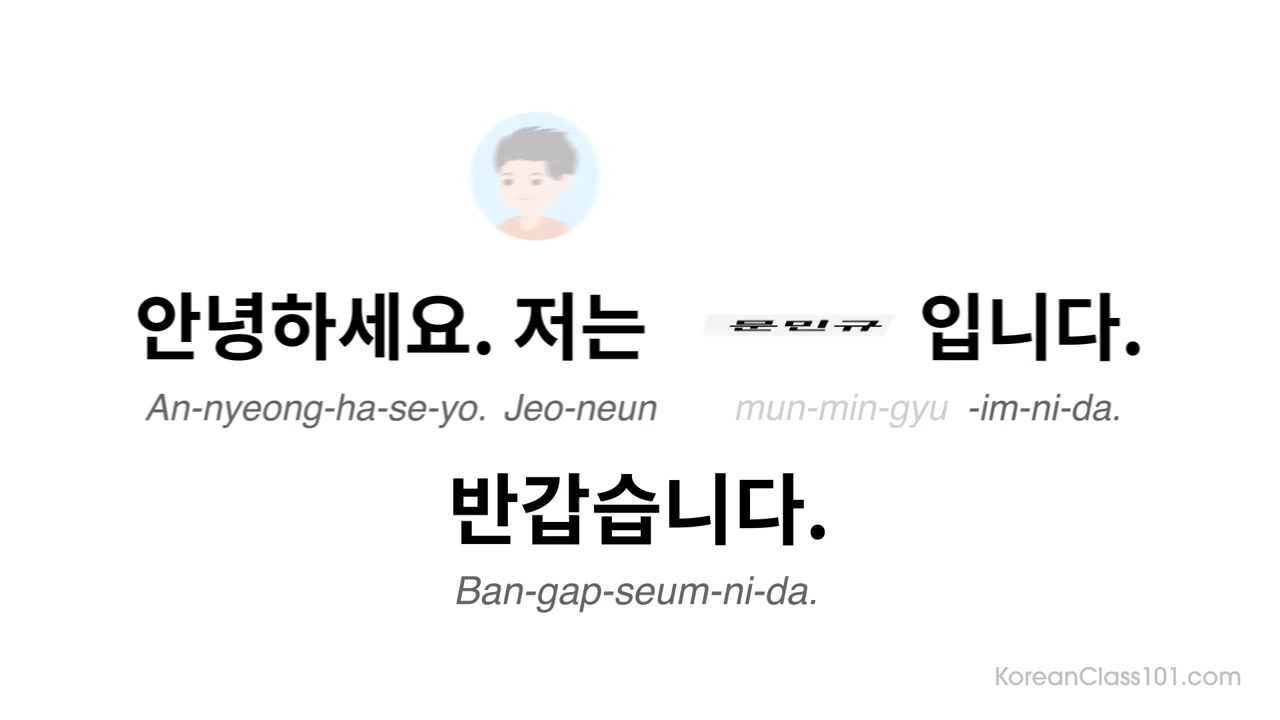 안녕하세요. 저는 문민규 입니다.
An-nyeong-ha-se-yo. Jeo-neun mun-min-gyu -im-ni-da.
반갑습니다.
Ban-gap-seum-ni-da.
KoreanClass101.com